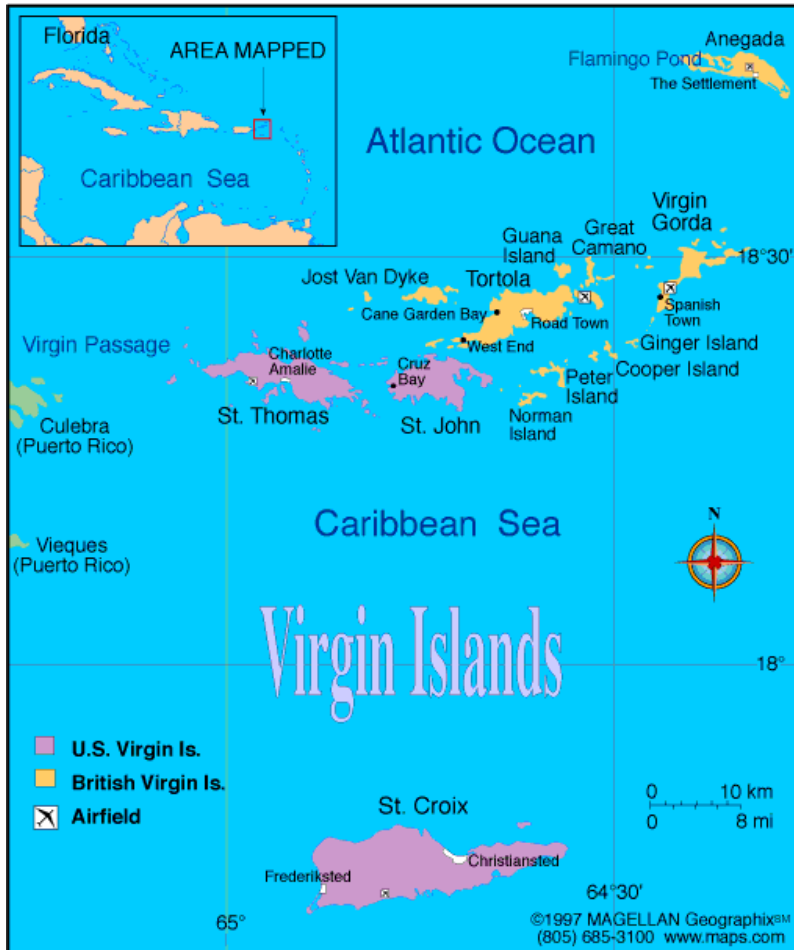 Florida
AREA MAPPED
Caribbean Sea
Anegada
Flamingo Pond
The Settlement
Atlantic Ocean
Virgin
Gorda
Great
Camano
Guana
Island
18°30'
Jost Van Dyke
Tortola
Cane Garden Bay
Road Town
Spanish
Town
West End
Ginger Island
Virgin Passage
Charlotte
Amalie
Cruz
Bay
Cooper Island
Peter
Island
St. Thomas
St. John
Norman
Island
Culebra
(Puerto Rico)
Caribbean Sea
N
Vieques
(Puerto Rico)
Virgin Islands
18°
U.S. Virgin Is.
British Virgin Is.
Airfield
0 10 km
0 8 mi
St. Croix
Christiansted
Frederiksted
65°
64°30'
©1997 MAGELLAN Geographix℠
(805) 685-3100 www.maps.com